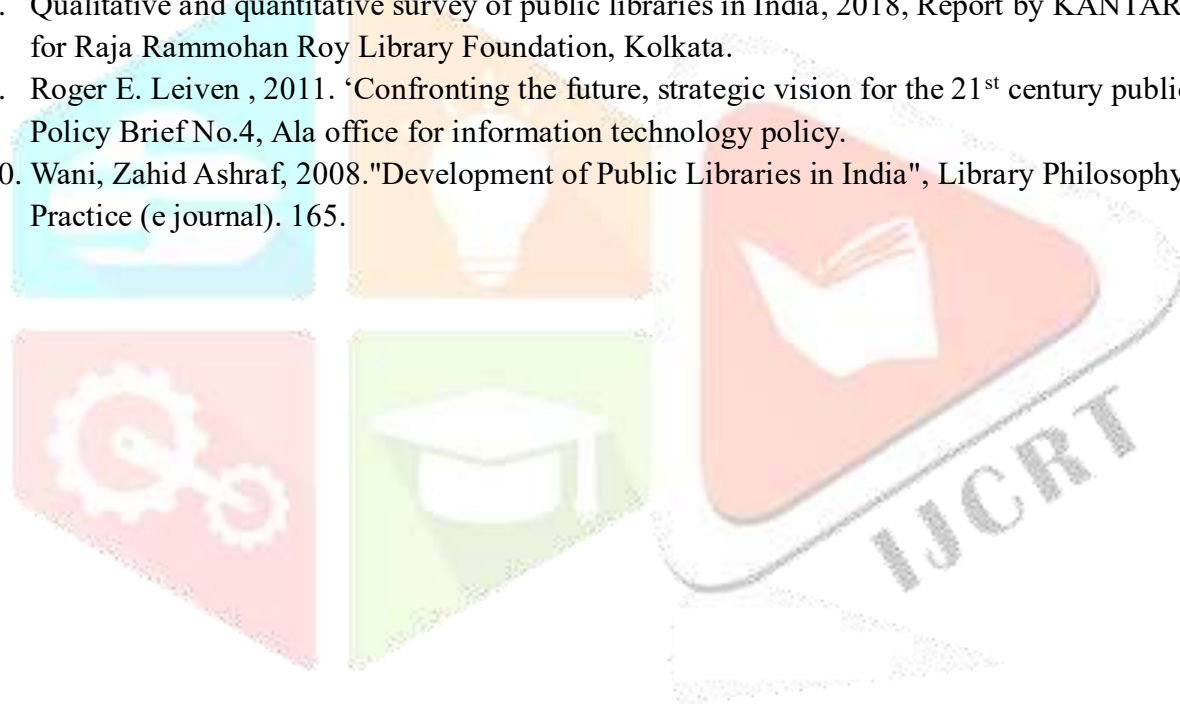 . Qualitative and quantitative survey of public libraries in India, 2018, Report by KANTAR
for Raja Rammohan Roy Library Foundation, Kolkata.
. Roger E. Leiven , 2011. ‘Confronting the future, strategic vision for the 21st century public
Policy Brief No.4, Ala office for information technology policy.
0. Wani, Zahid Ashraf, 2008."Development of Public Libraries in India", Library Philosophy
Practice (e journal). 165.
IJCRT